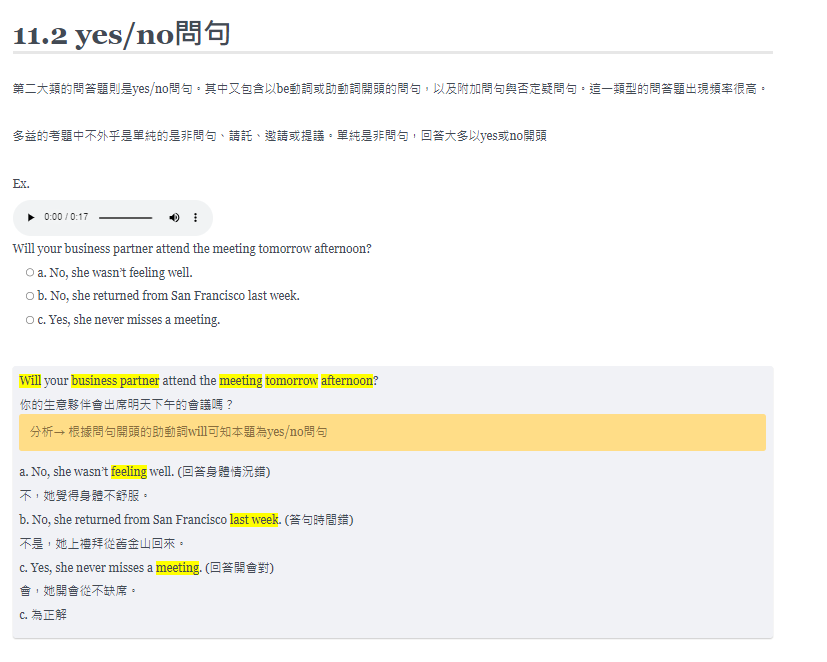 11.2 yes/no問句
第二大類的問答題則是yes/no問句。其中又包含以be動詞或助動詞開頭的問句，以及附加問句與否定疑問句。這一類型的問答題出現頻率很高。
多益的考題中不外乎是單純的是非問句、請託、邀請或提議。單純是非問句，回答大多以yes或no開頭
Ex.
0:00 / 0:17
Will your business partner attend the meeting tomorrow afternoon?
a. No, she wasn’t feeling well.
b. No, she returned from San Francisco last week.
c. Yes, she never misses a meeting.
Will your business partner attend the meeting tomorrow afternoon?
你的生意夥伴會出席明天下午的會議嗎？
分析→ 根據問句開頭的助動詞will可知本題為yes/no問句
a. No, she wasn’t feeling well. (回答身體情況錯)
不，她覺得身體不舒服。
b. No, she returned from San Francisco last week. (答句時間錯)
不是，她上禮拜從舊金山回來。
c. Yes, she never misses a meeting. (回答開會對)
會，她開會從不缺席。
c. 為正解